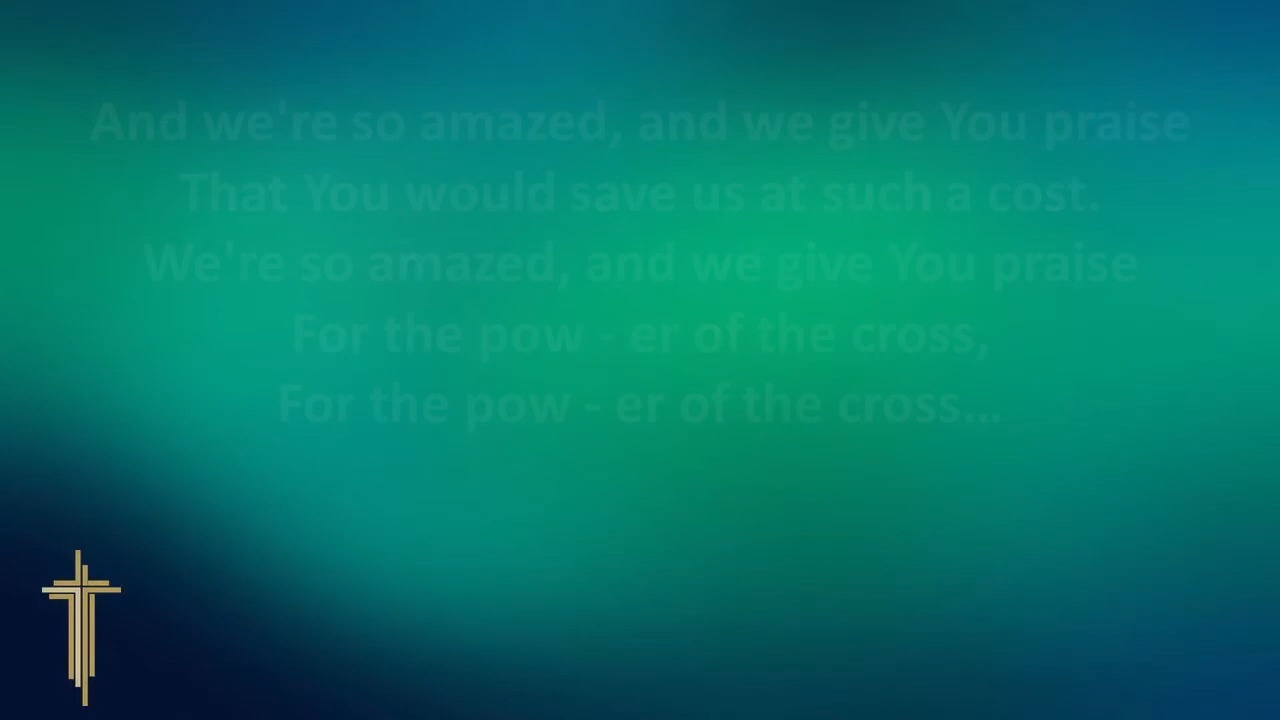 And we're so amazed, and we give You praise
That You would save us at such a cost.
We're so amazed, and we give You praise
For the pow - er of the cross,
For the pow - er of the cross...